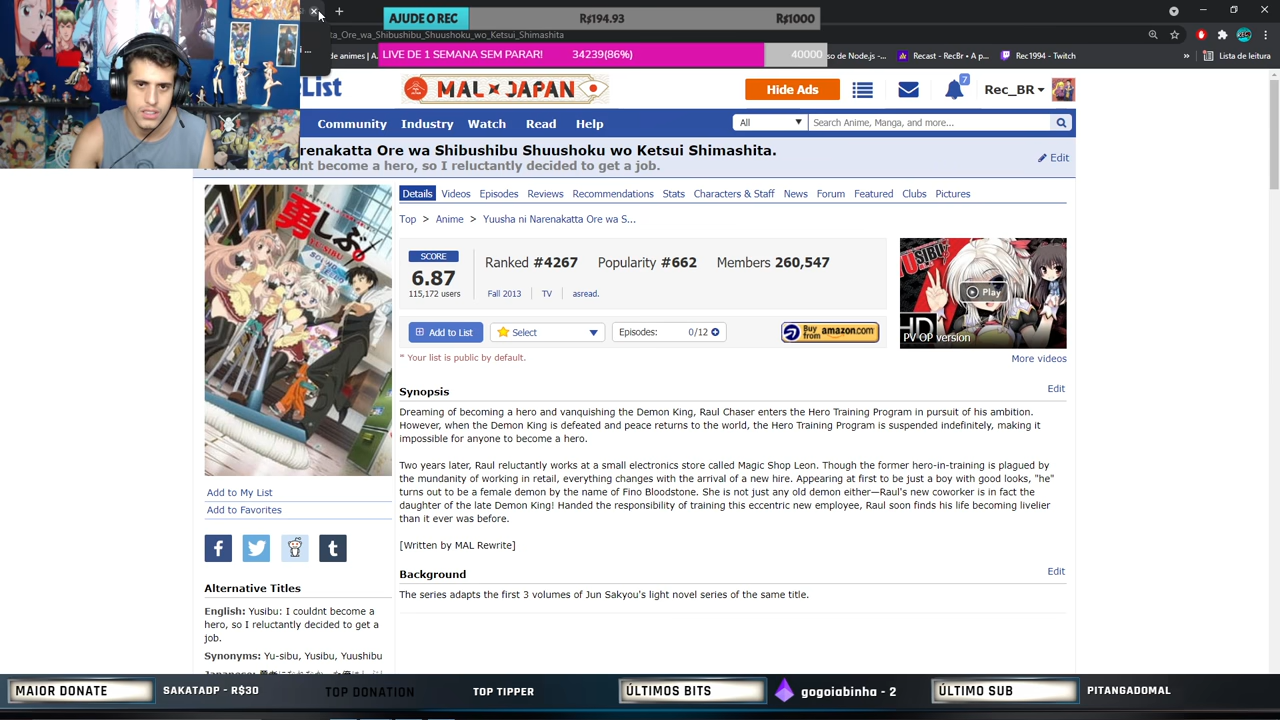 AJUDE O REC
R$194.93
R$1000
_Ore_wa_Shibushibu_Shuushoku_wo_Ketsui_Shimashita
LIVE DE 1 SEMANA SEM PARAR!
34239(86%)
40000
de animes | A...
so de Node.js -...
Recast - Rec8r • A...
Rec1994 - Twitch
»
Lista de leitura
List
MAL × JAPAN
Hide Ads
7
Rec_BR
Community
Industry
Watch
Read
Help
All
Search Anime, Manga, and more...
renakatta Ore wa Shibushibu Shuushoku wo Ketsui Shimashita.
dnt become a hero, so I reluctantly decided to get a job.
Edit
Details
Videos
Episodes
Reviews
Recommendations
Stats
Characters & Staff
News
Forum
Featured
Clubs
Pictures
Top > Anime > Yuusha ni Narenakatta Ore wa S...
SCORE
6.87
115,172 users
Ranked #4267
Popularity #662
Members 260,547
Fall 2013
TV
asread.
Add to List
Select
Episodes: 0/12
Buy from amazon.com
* Your list is public by default.
勇しぶ。
YUSIBU
Play
HD
PV OP version
More videos
Synopsis
Edit
Dreaming of becoming a hero and vanquishing the Demon King, Raul Chaser enters the Hero Training Program in pursuit of his ambition.
However, when the Demon King is defeated and peace returns to the world, the Hero Training Program is suspended indefinitely, making it
impossible for anyone to become a hero.
Two years later, Raul reluctantly works at a small electronics store called Magic Shop Leon. Though the former hero-in-training is plagued by
the mundanity of working in retail, everything changes with the arrival of a new hire. Appearing at first to be just a boy with good looks, "he"
turns out to be a female demon by the name of Fino Bloodstone. She is not just any old demon either—Raul's new coworker is in fact the
daughter of the late Demon King! Handed the responsibility of training this eccentric new employee, Raul soon finds his life becoming livelier
than it ever was before.
[Written by MAL Rewrite]
Background
Edit
The series adapts the first 3 volumes of Jun Sakyou's light novel series of the same title.
Add to My List
Add to Favorites
Alternative Titles
English: Yusibu: I couldnt become a
hero, so I reluctantly decided to get a
job.
Synonyms: Yu-sibu, Yusibu, Yuushibu
MAIOR DONATE
SAKATADP - R$30
TOP DONATION
TOP TIPPER
ÚLTIMOS BITS
gogoiabinha - 2
ÚLTIMO SUB
PITANGADOMAL